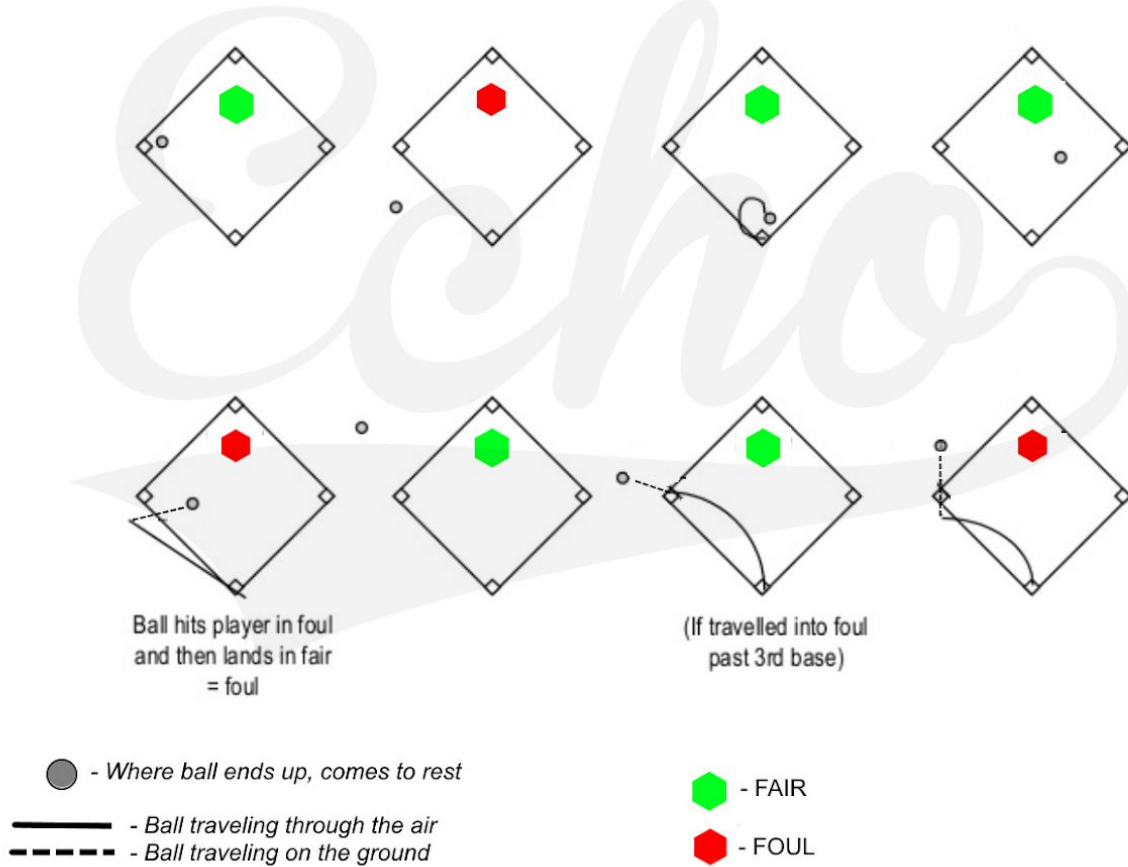 Echo
Ball hits player in foul
and then lands in fair
= foul
(If travelled into foul
past 3rd base)
- Where ball ends up, comes to rest
- Ball traveling through the air
- Ball traveling on the ground
- FAIR
- FOUL